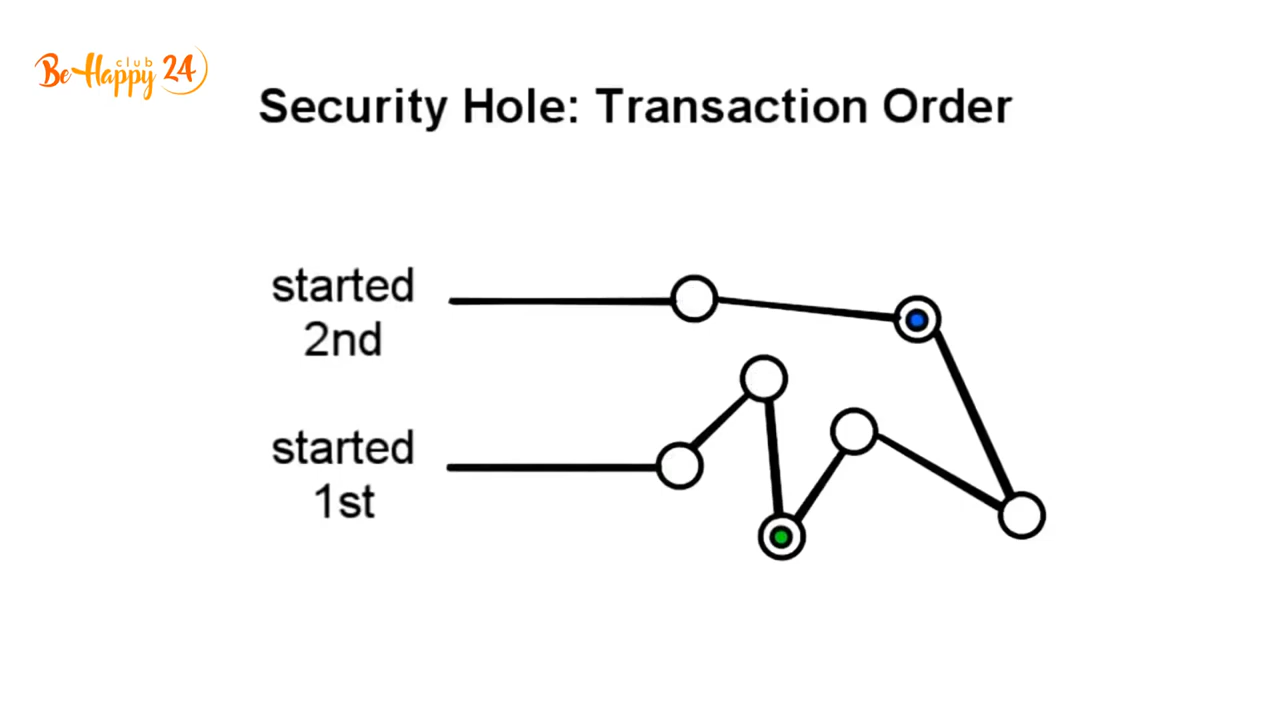 club
Be Happy 24
Security Hole: Transaction Order
started
2nd
started
1st